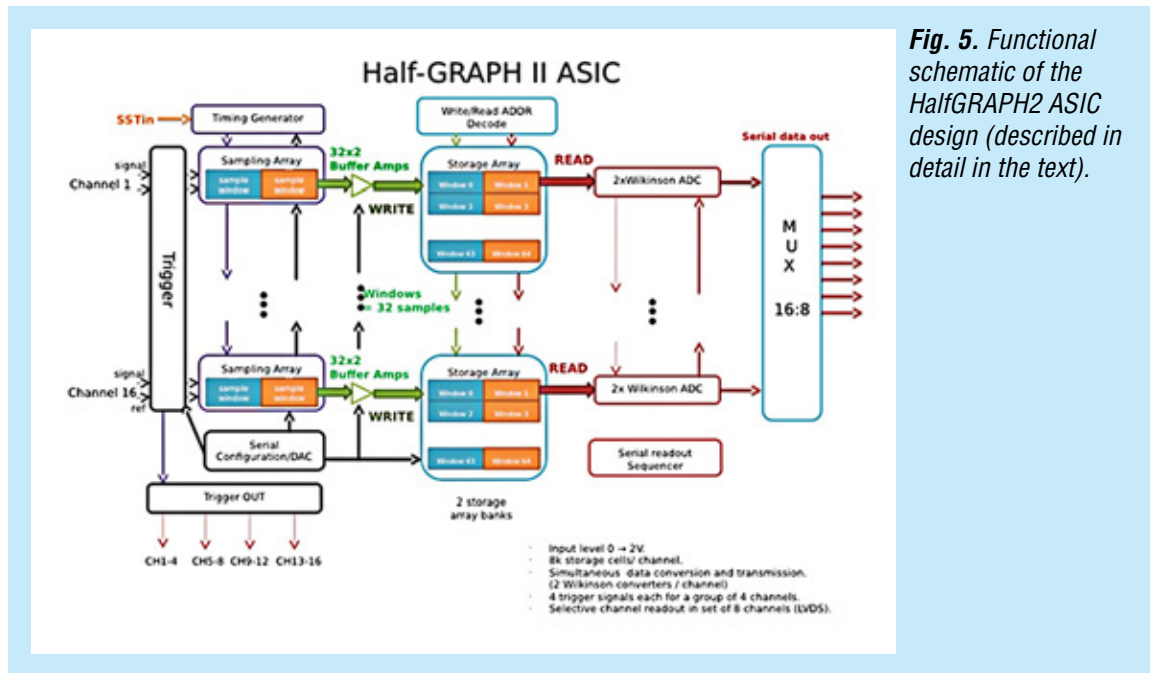 Half-GRAPH II ASIC
SSTin
Timing Generator
Write/Read ADDR
Decode
Serial data out
signal
Channel 1
Sampling Array
sample
window
sample
window
32x2
Buffer Amps
WRITE
Storage Array
Window 0
Window 1
Window 2
Window 3
Window 63
Window 64
READ
2xWilkinson ADC
M
U
X
16:8
Trigger
Windows
= 32 samples
signal
Channel 16
ref
Sampling Array
sample
window
sample
window
32x2
Buffer Amps
WRITE
Storage Array
Window 0
Window 1
Window 2
Window 3
Window 63
Window 64
READ
2x Wilkinson ADC
Serial
Configuration/DAC
Serial readout
Sequencer
Trigger OUT
2 storage
array banks
CH1-4
CH5-8
CH9-12
CH13-16
· Input level 0 → 2V.
· 8k storage cells/ channel.
· Simultaneous data conversion and transmission.
(2 Wilkinson converters / channel)
· 4 trigger signals each for a group of 4 channels.
· Selective channel readout in set of 8 channels (LVDS).
Fig. 5. Functional
schematic of the
HalfGRAPH2 ASIC
design (described in
detail in the text).